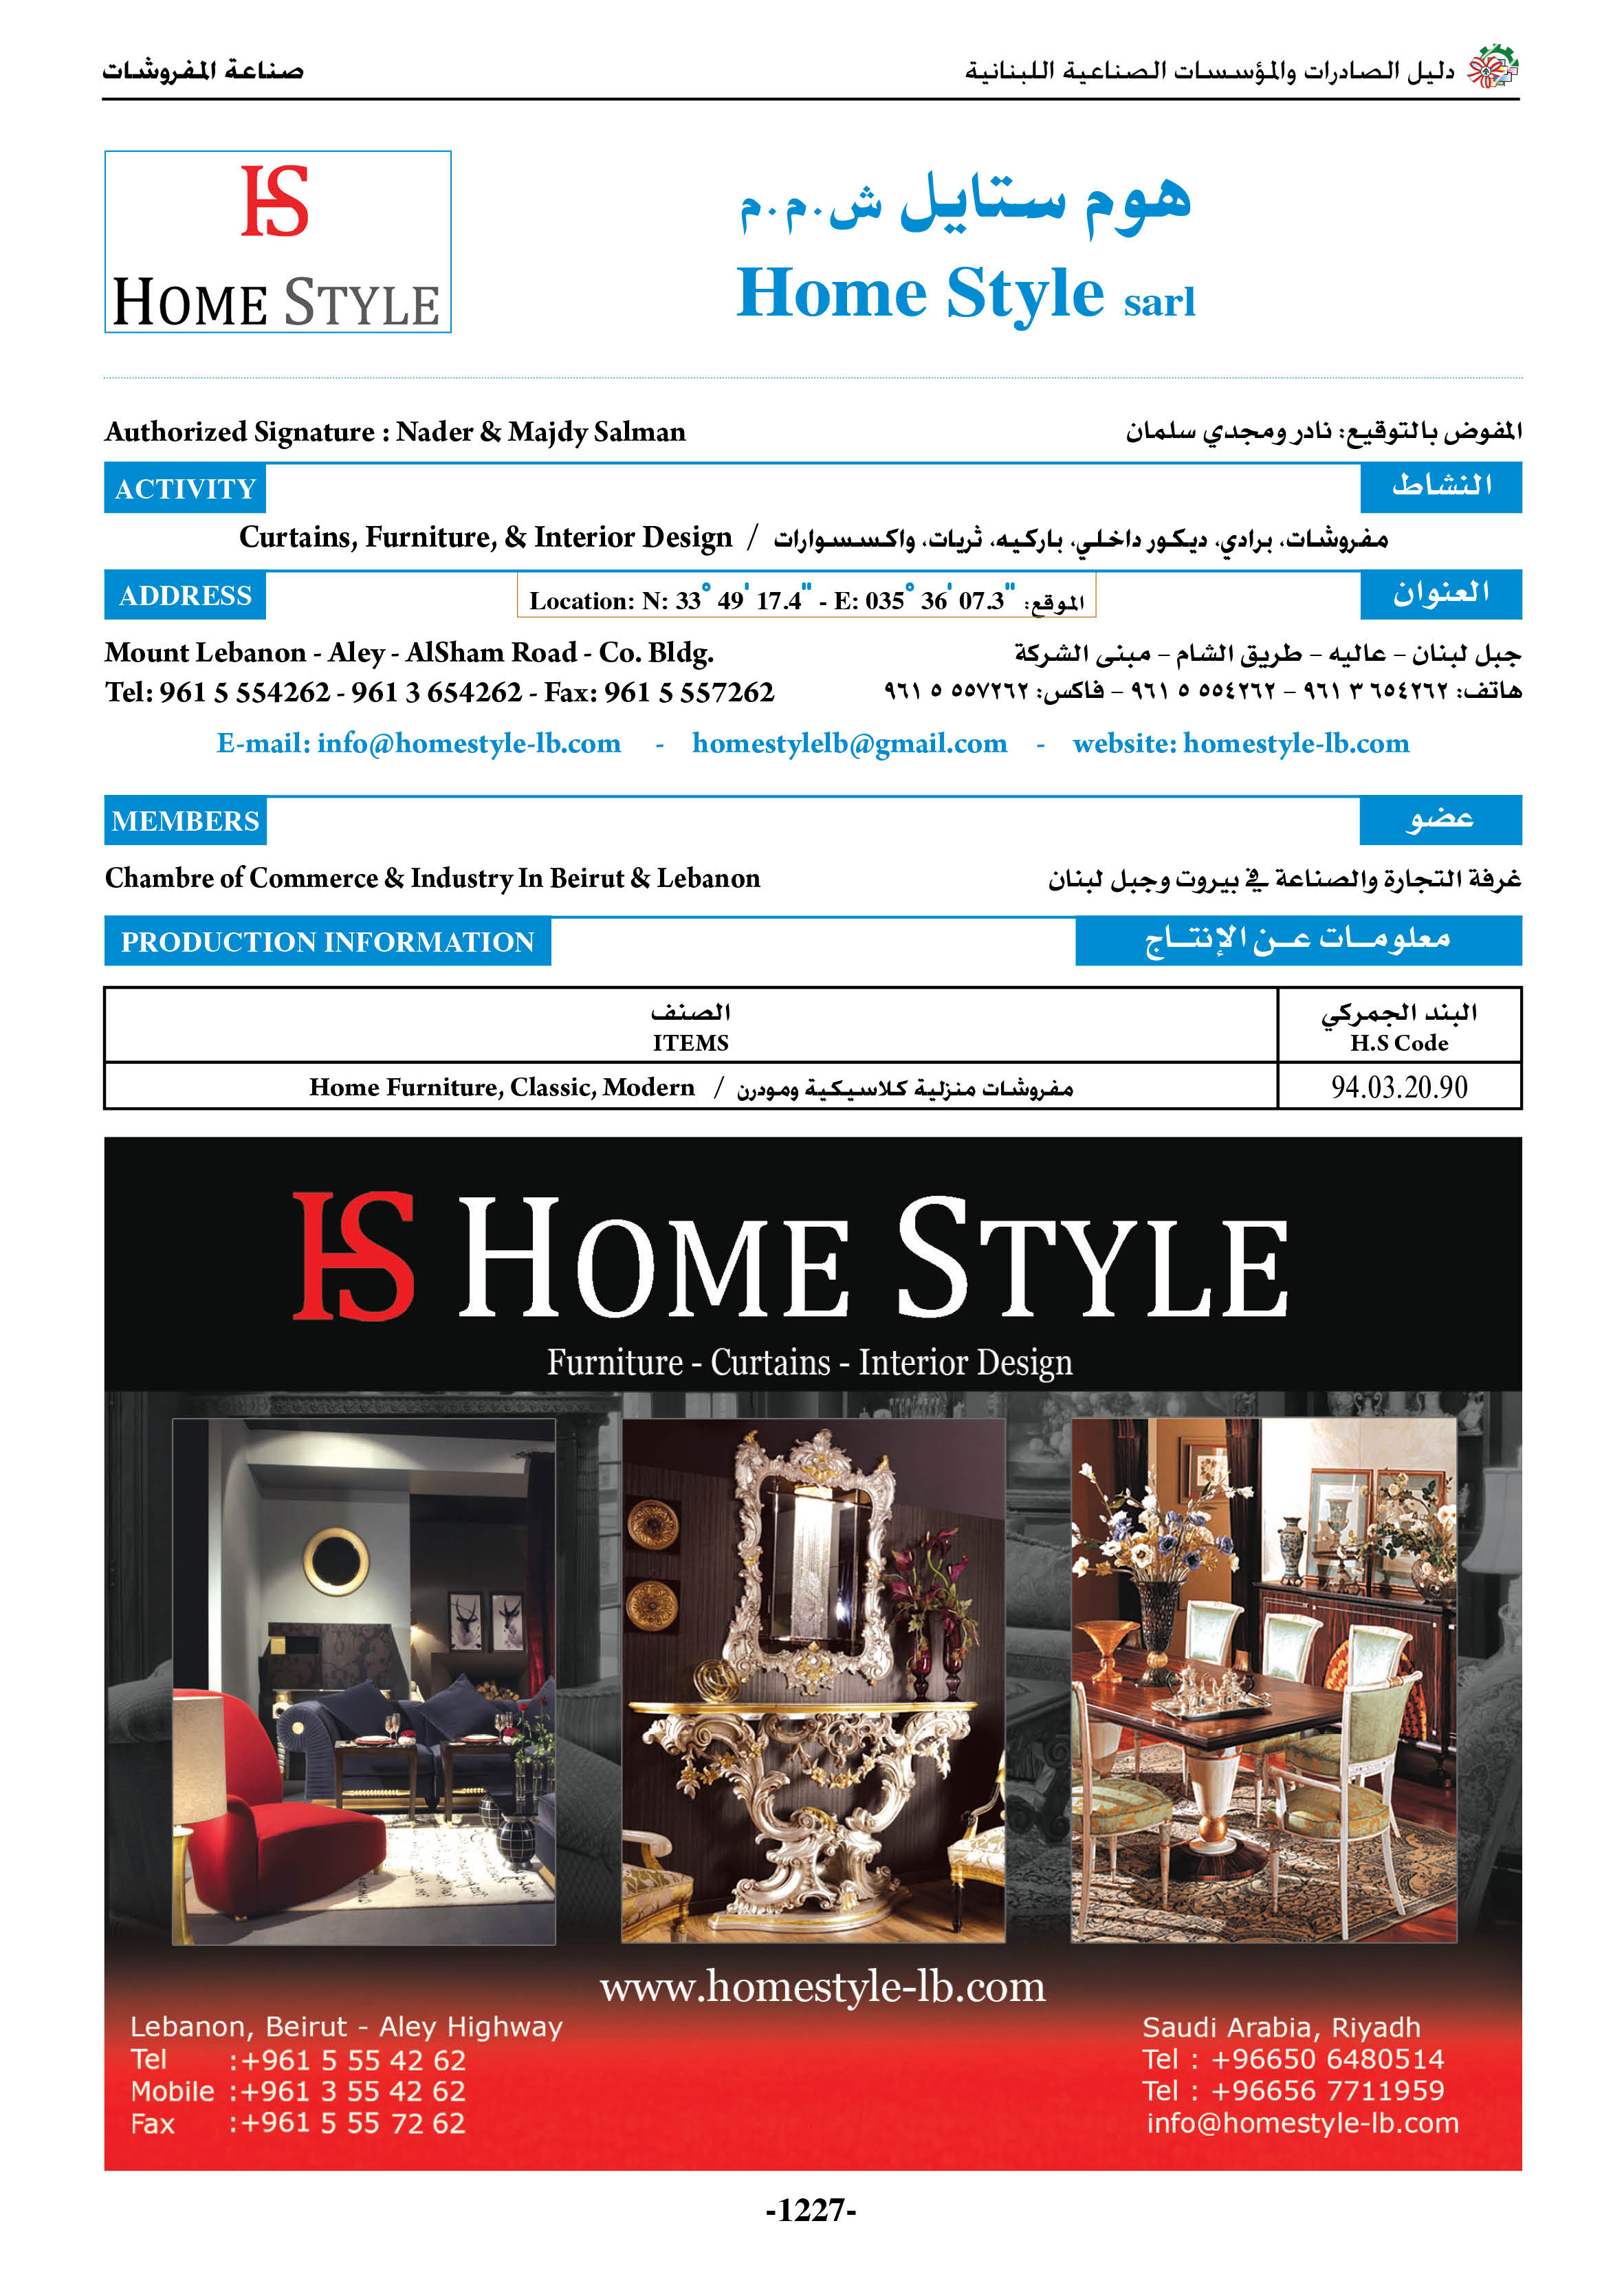 دليل الصادرات والمؤسسات الصناعية اللبنانية
صناعة المفروشات
HS
HOME STYLE
هوم ستايل ش.م.م
Home Style sarl
Authorized Signature : Nader & Majdy Salman
المفوض بالتوقيع: نادر ومجدي سلمان
ACTIVITY
النشاط
Curtains, Furniture, & Interior Design / مفروشات، برادي، ديكور داخلي، باركيه، ثريات، واكسسوارات
ADDRESS
Location: N: 33° 49' 17.4" - E: 035° 36' 07.3" الموقع:
العنوان
Mount Lebanon - Aley - AlSham Road - Co. Bldg.
جبل لبنان – عاليه – طريق الشام – مبنى الشركة
Tel: 961 5 554262 - 961 3 654262 - Fax: 961 5 557262
هاتف: ٦٥٤٢٦٢ ٣ ٩٦١ – ٥٥٤٢٦٢ ٥ ٩٦١ – فاكس: ٥٥٧٢٦٢ ٥ ٩٦١
E-mail: info@homestyle-lb.com - homestylelb@gmail.com - website: homestyle-lb.com
MEMBERS
عضو
Chambre of Commerce & Industry In Beirut & Lebanon
غرفة التجارة والصناعة في بيروت وجبل لبنان
PRODUCTION INFORMATION
معلومات عن الإنتاج
الصنف
ITEMS
البند الجمركي
H.S Code
Home Furniture, Classic, Modern / مفروشات منزلية كلاسيكية ومودرن
94.03.20.90
HS HOME STYLE
Furniture - Curtains - Interior Design
www.homestyle-lb.com
Lebanon, Beirut - Aley Highway
Tel :+961 5 55 42 62
Mobile :+961 3 55 42 62
Fax :+961 5 55 72 62
Saudi Arabia, Riyadh
Tel : +96650 6480514
Tel : +96656 7711959
info@homestyle-lb.com
-1227-